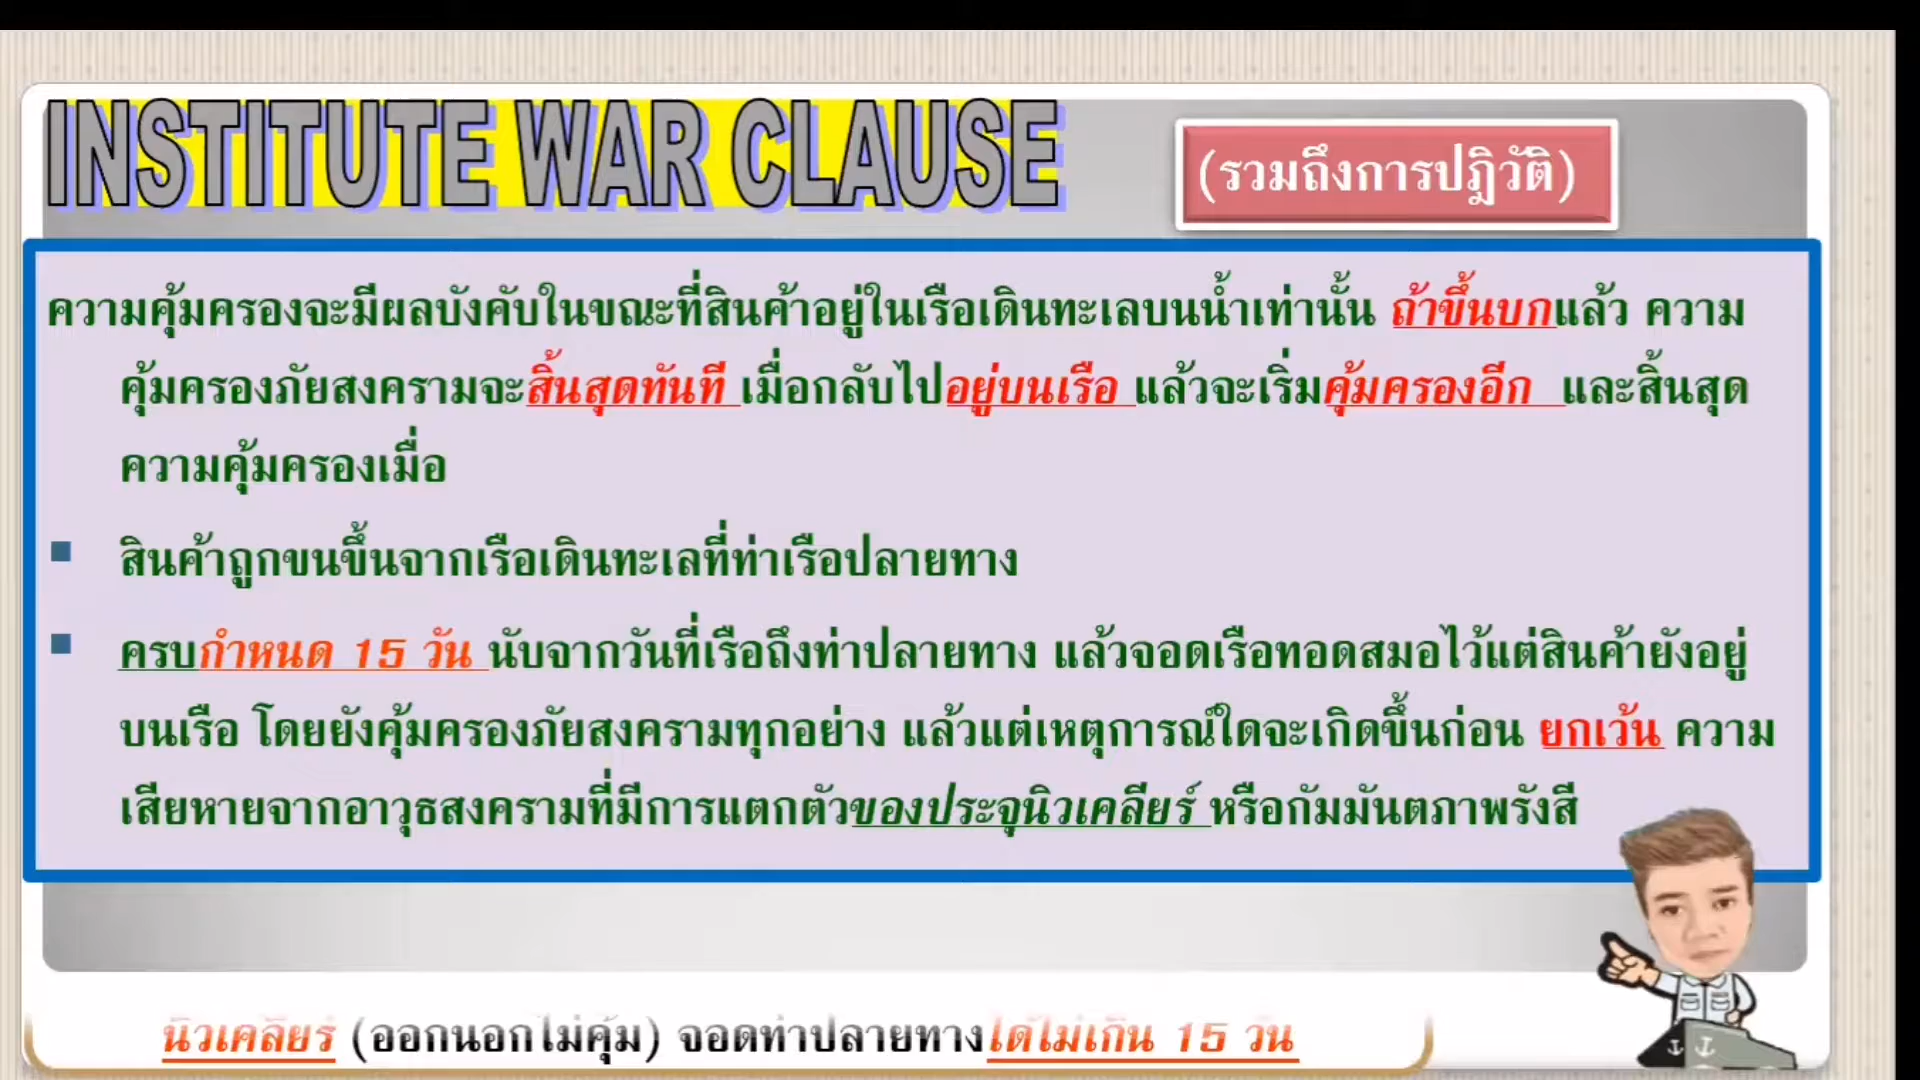 INSTITUTE WAR CLAUSE
(รวมถึงการปฏิวัติ)
ความคุ้มครองจะมีผลบังคับในขณะที่สินค้าอยู่ในเรือเดินทะเลบนน้ำเท่านั้น ถ้าขึ้นบกแล้ว ความ
คุ้มครองภัยสงครามจะสิ้นสุดทันที เมื่อกลับไปอยู่บนเรือ แล้วจะเริ่มคุ้มครองอีก และสิ้นสุด
ความคุ้มครองเมื่อ
สินค้าถูกขนขึ้นจากเรือเดินทะเลที่ท่าเรือปลายทาง
ครบกำหนด 15 วัน นับจากวันที่เรือถึงท่าปลายทาง แล้วจอดเรือทอดสมอไว้แต่สินค้ายังอยู่
บนเรือ โดยยังคุ้มครองภัยสงครามทุกอย่าง แล้วแต่เหตุการณ์ใดจะเกิดขึ้นก่อน ยกเว้น ความ
เสียหายจากอาวุธสงครามที่มีการแตกตัวของประจุนิวเคลียร์ หรือกัมมันตภาพรังสี
นิวเคลียร์ (ออกนอกไม่คุ้ม) จอดท่าปลายทางได้ไม่เกิน 15 วัน